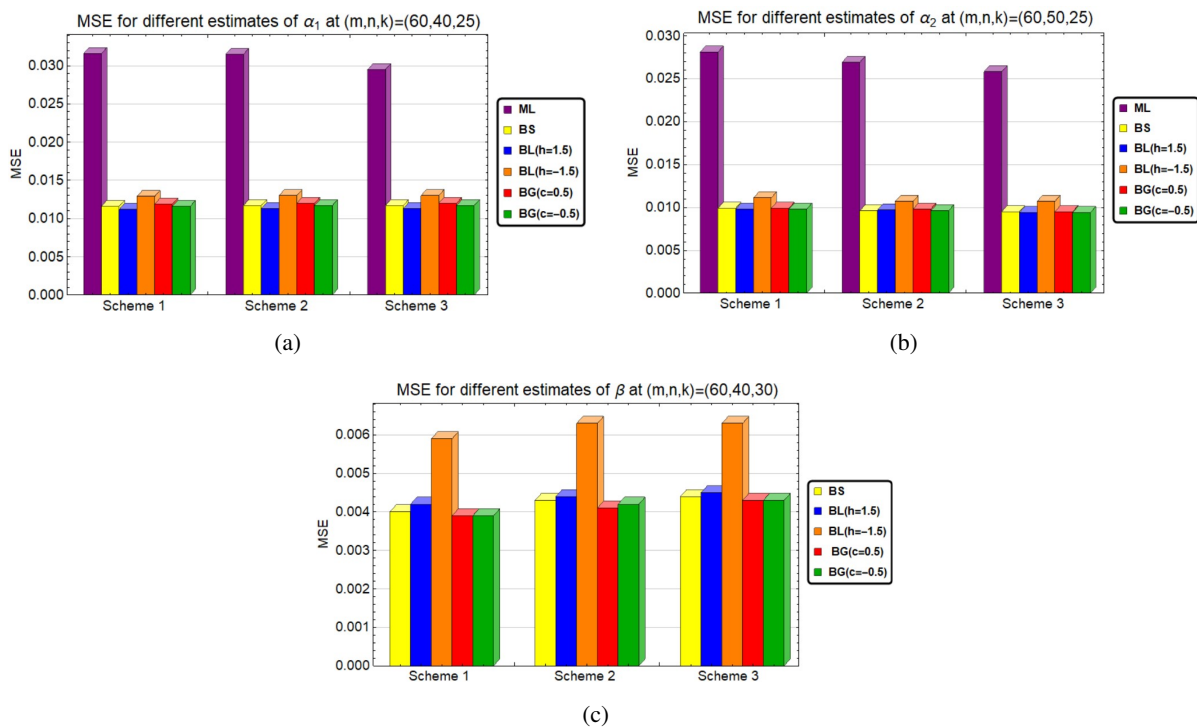 MSE for different estimates of α₁ at (m,n,k)=(60,40,25)
MSE
0.030
0.025
0.020
0.015
0.010
0.005
0.000
Scheme 1 Scheme 2 Scheme 3
ML
BS
BL(h=1.5)
BL(h=−1.5)
BG(c=0.5)
BG(c=−0.5)
(a)
MSE for different estimates of α₂ at (m,n,k)=(60,50,25)
MSE
0.030
0.025
0.020
0.015
0.010
0.005
0.000
Scheme 1 Scheme 2 Scheme 3
ML
BS
BL(h=1.5)
BL(h=−1.5)
BG(c=0.5)
BG(c=−0.5)
(b)
MSE for different estimates of β at (m,n,k)=(60,40,30)
MSE
0.006
0.005
0.004
0.003
0.002
0.001
0.000
Scheme 1 Scheme 2 Scheme 3
BS
BL(h=1.5)
BL(h=−1.5)
BG(c=0.5)
BG(c=−0.5)
(c)